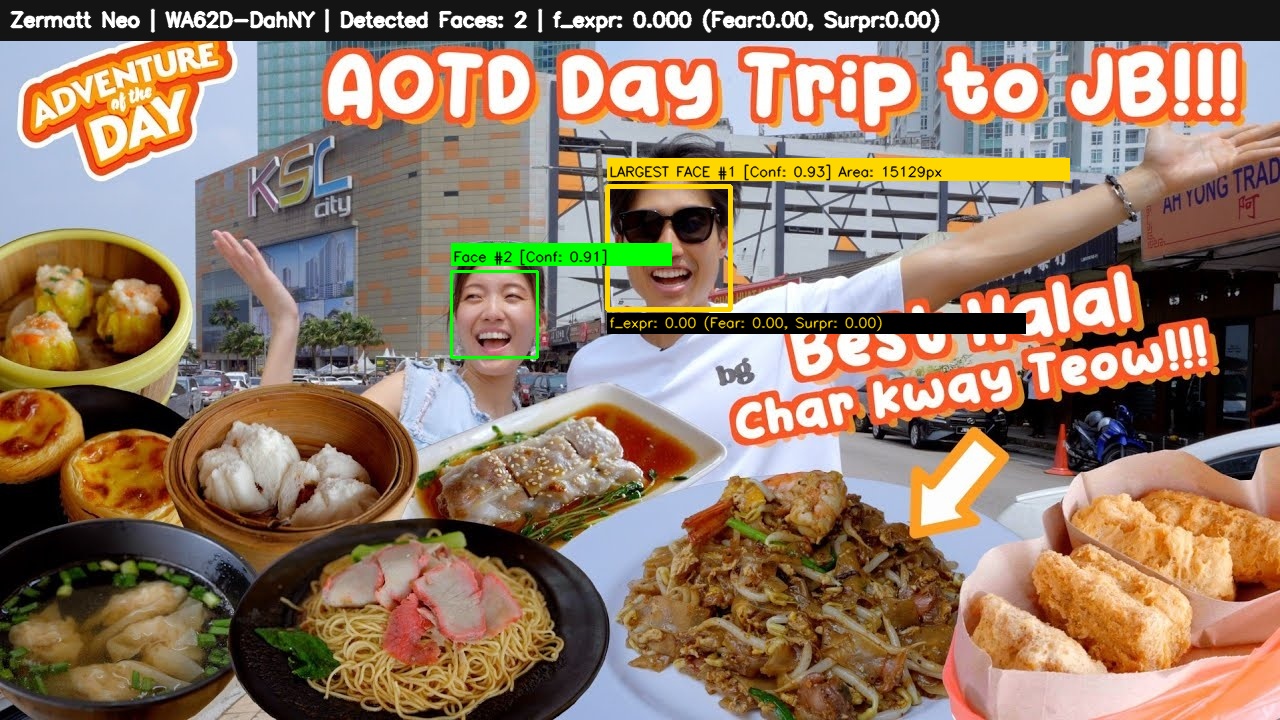 Zermatt Neo | WA62D-DahNY | Detected Faces: 2 | f_expr: 0.000 (Fear:0.00, Surpr:0.00)
ADVENTURE
of the
DAY
AOTD Day Trip to JB!!!
KSL
city
LARGEST FACE #1 [Conf: 0.93] Area: 15129px
AH YONG TRAD
Face #2 [Conf: 0.91]
f_expr: 0.00 (Fear: 0.00, Surpr: 0.00)
bg
Best Halal
Char Kway Teow!!!